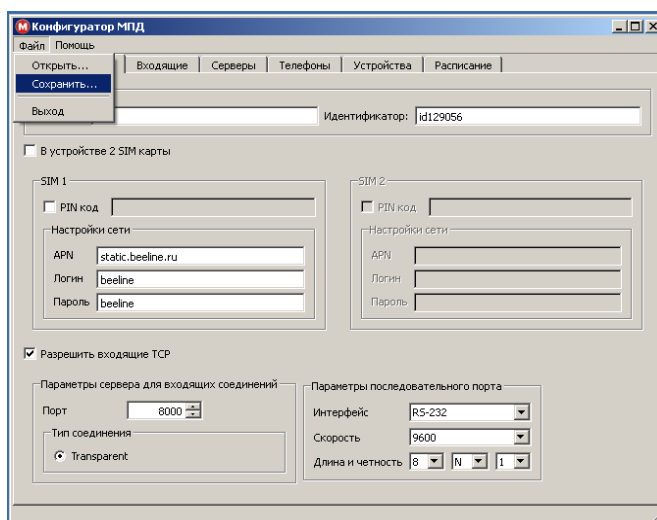 Конфигуратор МПД
Файл Помощь
Открыть...
Сохранить...
Выход
Входящие Серверы Телефоны Устройства Расписание
Идентификатор: id129056
В устройстве 2 SIM карты
SIM 1
PIN код
Настройки сети
APN static.beeline.ru
Логин beeline
Пароль beeline
SIM 2
PIN код
Настройки сети
APN
Логин
Пароль
Разрешить входящие TCP
Параметры сервера для входящих соединений
Порт 8000
Тип соединения
Transparent
Параметры последовательного порта
Интерфейс RS-232
Скорость 9600
Длина и четность 8 N 1